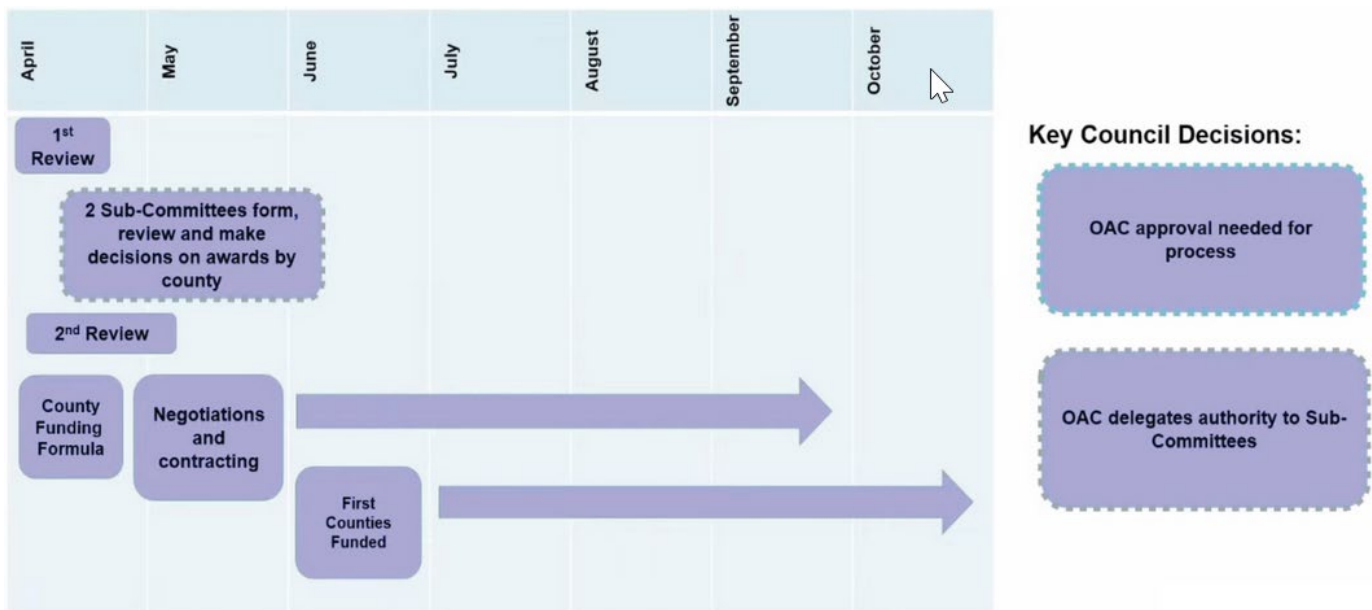 April
May
June
July
August
September
October
1st
Review
2 Sub-Committees form,
review and make
decisions on awards by
county
2nd Review
County
Funding
Formula
Negotiations
and
contracting
First
Counties
Funded
Key Council Decisions:
OAC approval needed for
process
OAC delegates authority to Sub-
Committees